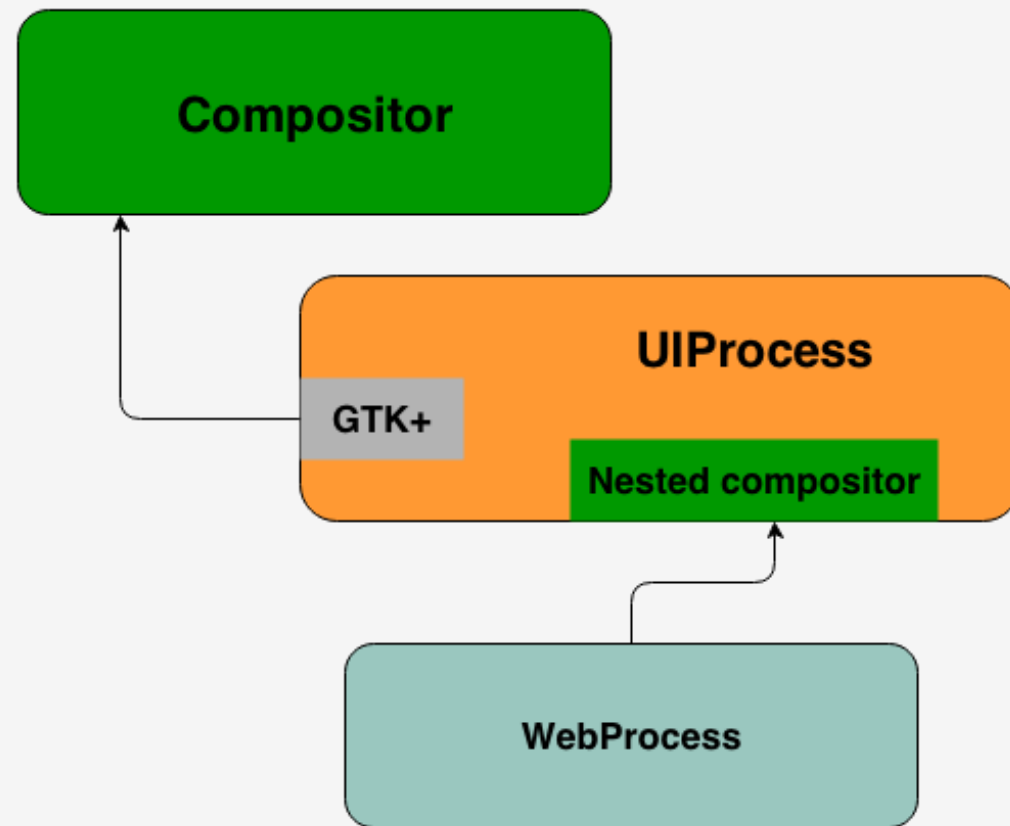 Compositor
UIProcess
GTK+
Nested compositor
WebProcess